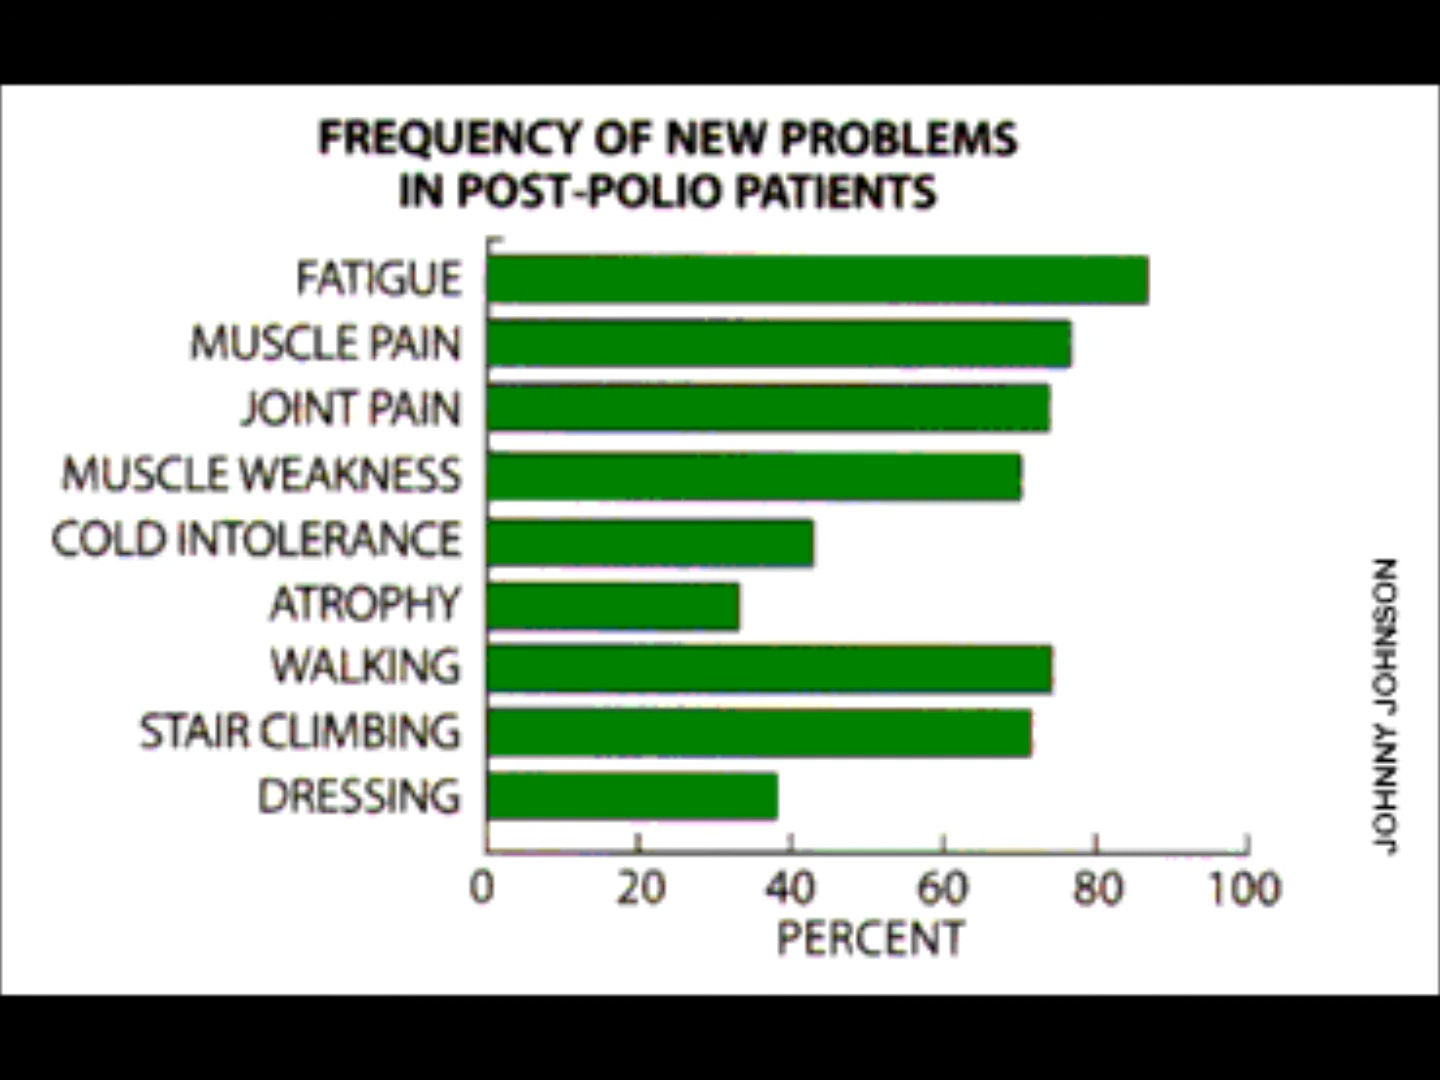 FREQUENCY OF NEW PROBLEMS
IN POST-POLIO PATIENTS
FATIGUE
MUSCLE PAIN
JOINT PAIN
MUSCLE WEAKNESS
COLD INTOLERANCE
ATROPHY
WALKING
STAIR CLIMBING
DRESSING
0 20 40 60 80 100
PERCENT
JOHNNY JOHNSON